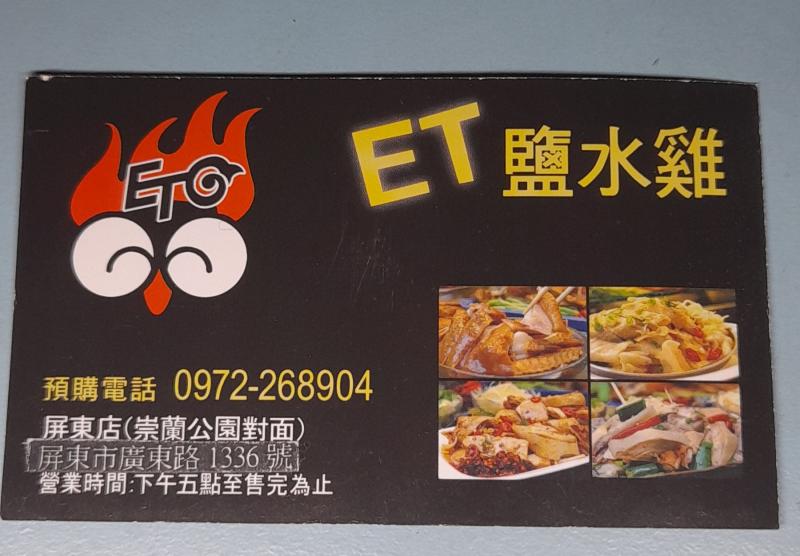 ETO
ET 鹽水雞
預購電話 0972-268904
屏東店(崇蘭公園對面)
屏東市廣東路 1336 號
營業時間:下午五點至售完為止